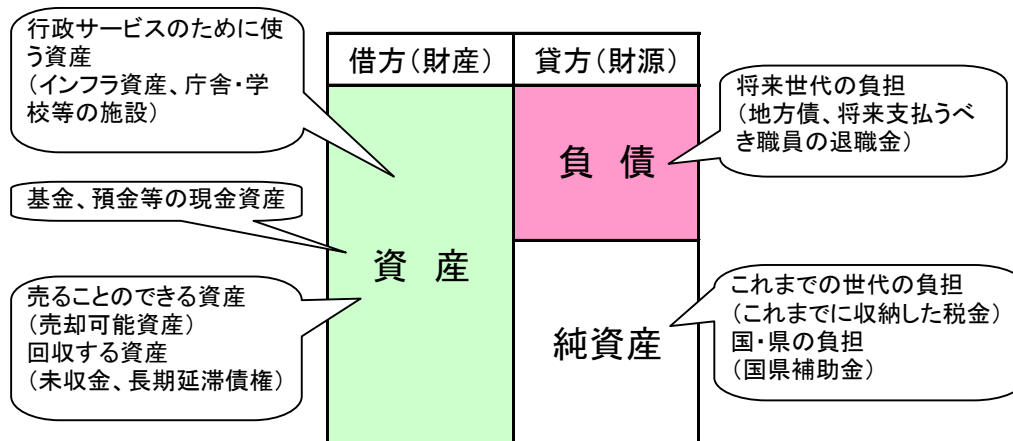 行政サービスのために使
う資産
(インフラ資産、庁舎・学
校等の施設)
基金、預金等の現金資産
売ることのできる資産
(売却可能資産)
回収する資産
(未収金、長期延滞債権)
借方(財産)
貸方(財源)
資 産
負 債
純資産
将来世代の負担
(地方債、将来支払うべ
き職員の退職金)
これまでの世代の負担
(これまでに収納した税金)
国・県の負担
(国県補助金)